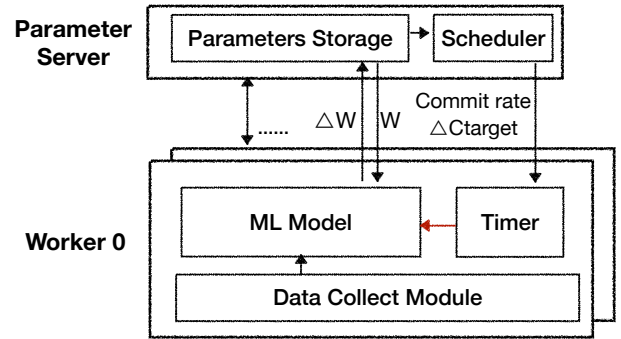 Parameter
Server
Parameters Storage
Scheduler
......
△W
W
Commit rate
△Ctarget
Worker 0
ML Model
Timer
Data Collect Module